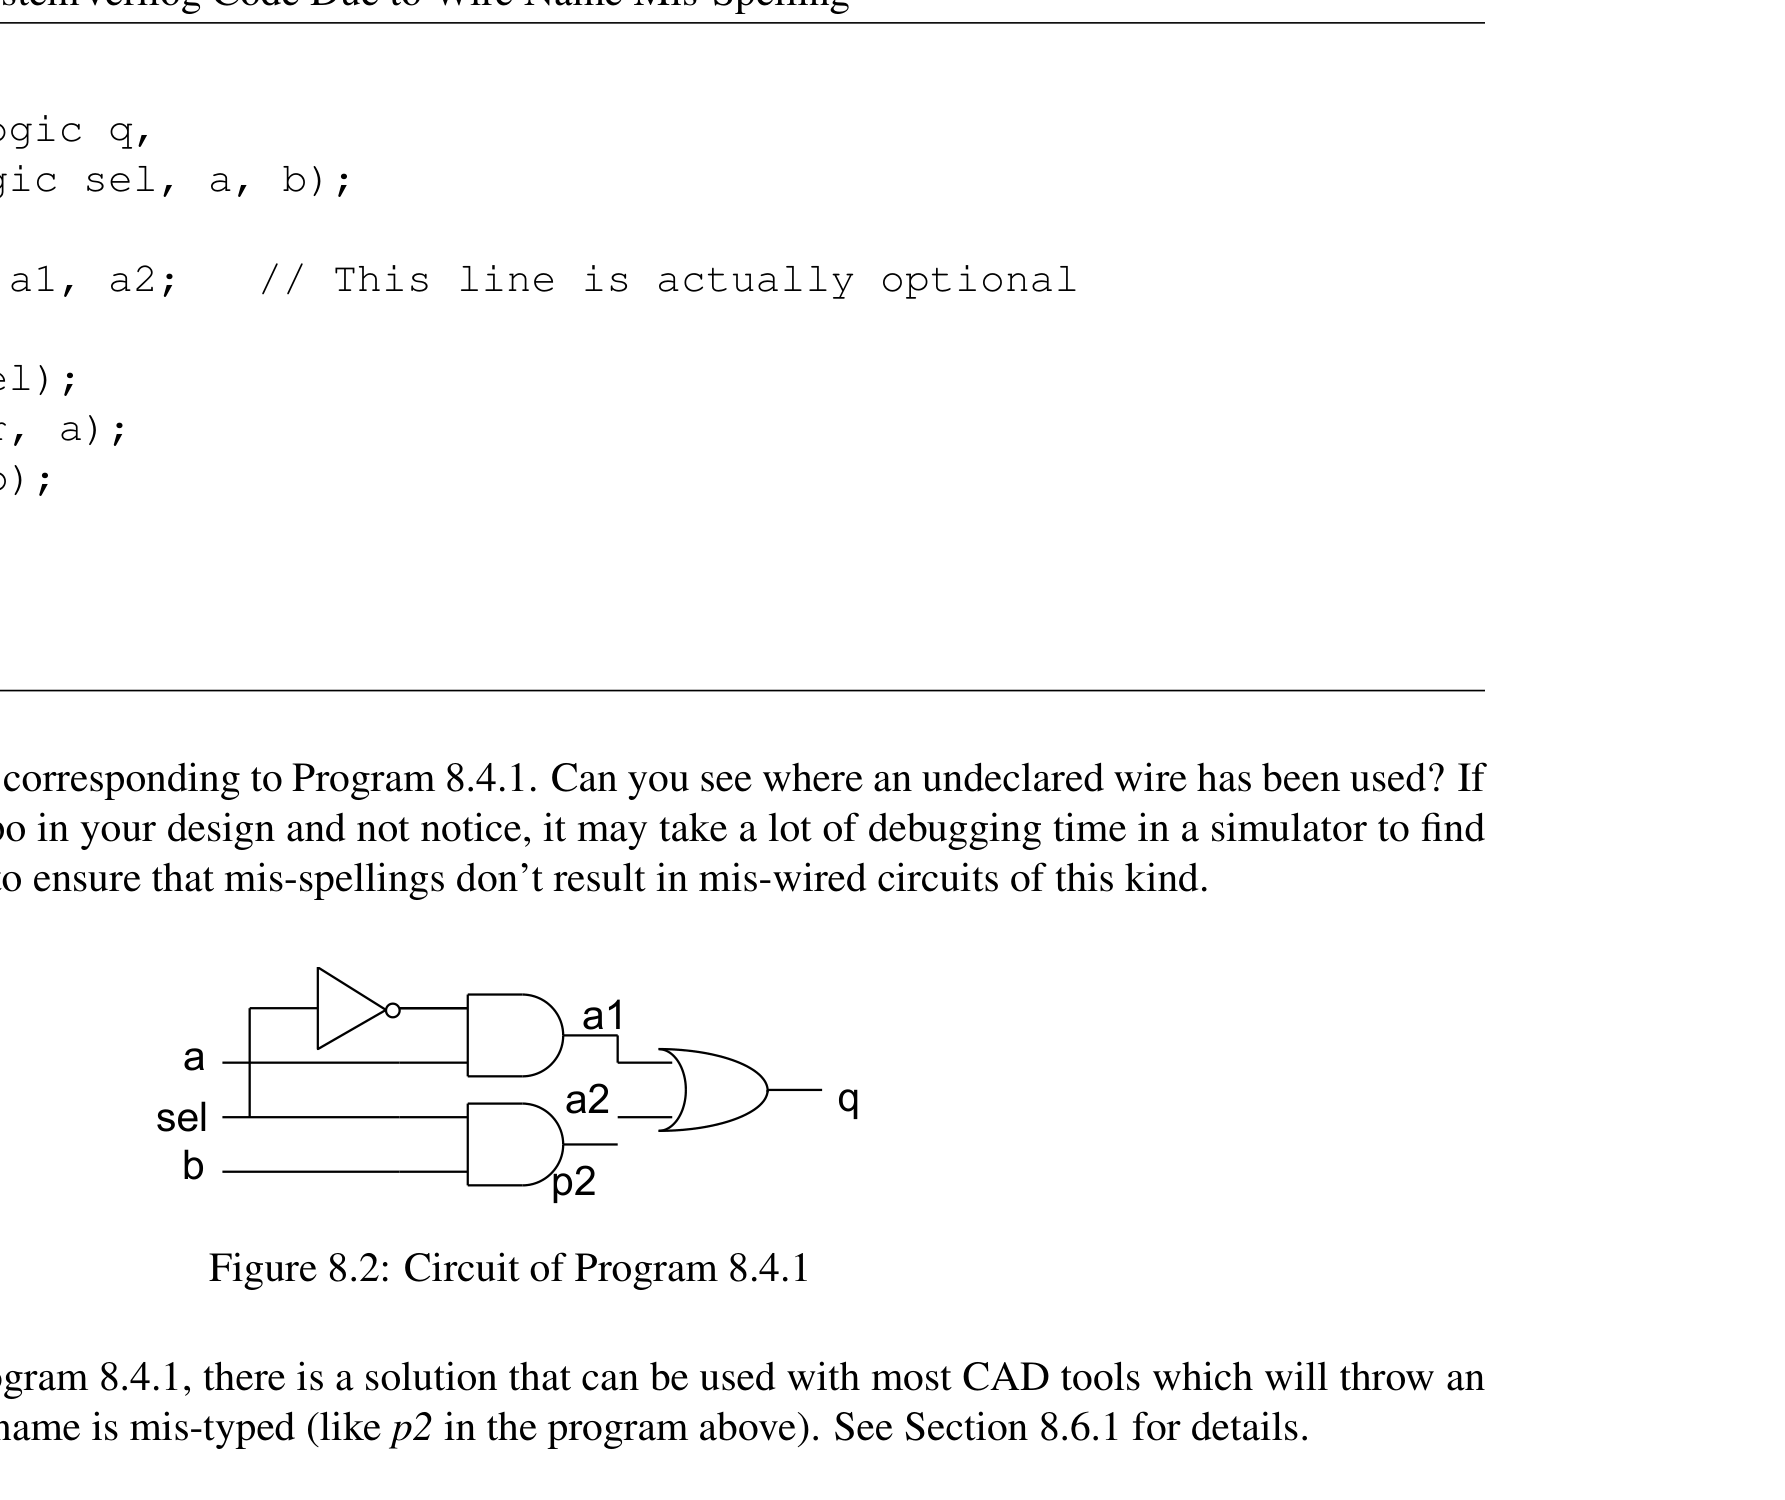 stemVerilog Code Due to Wire Name Mis-Spelling
ogic q,
gic sel, a, b);
a1, a2;   // This line is actually optional
el);
r, a);
b);
corresponding to Program 8.4.1. Can you see where an undeclared wire has been used? If
po in your design and not notice, it may take a lot of debugging time in a simulator to find
to ensure that mis-spellings don't result in mis-wired circuits of this kind.
a1
a
a2
q
sel
b
p2
Figure 8.2: Circuit of Program 8.4.1
ogram 8.4.1, there is a solution that can be used with most CAD tools which will throw an
name is mis-typed (like p2 in the program above). See Section 8.6.1 for details.